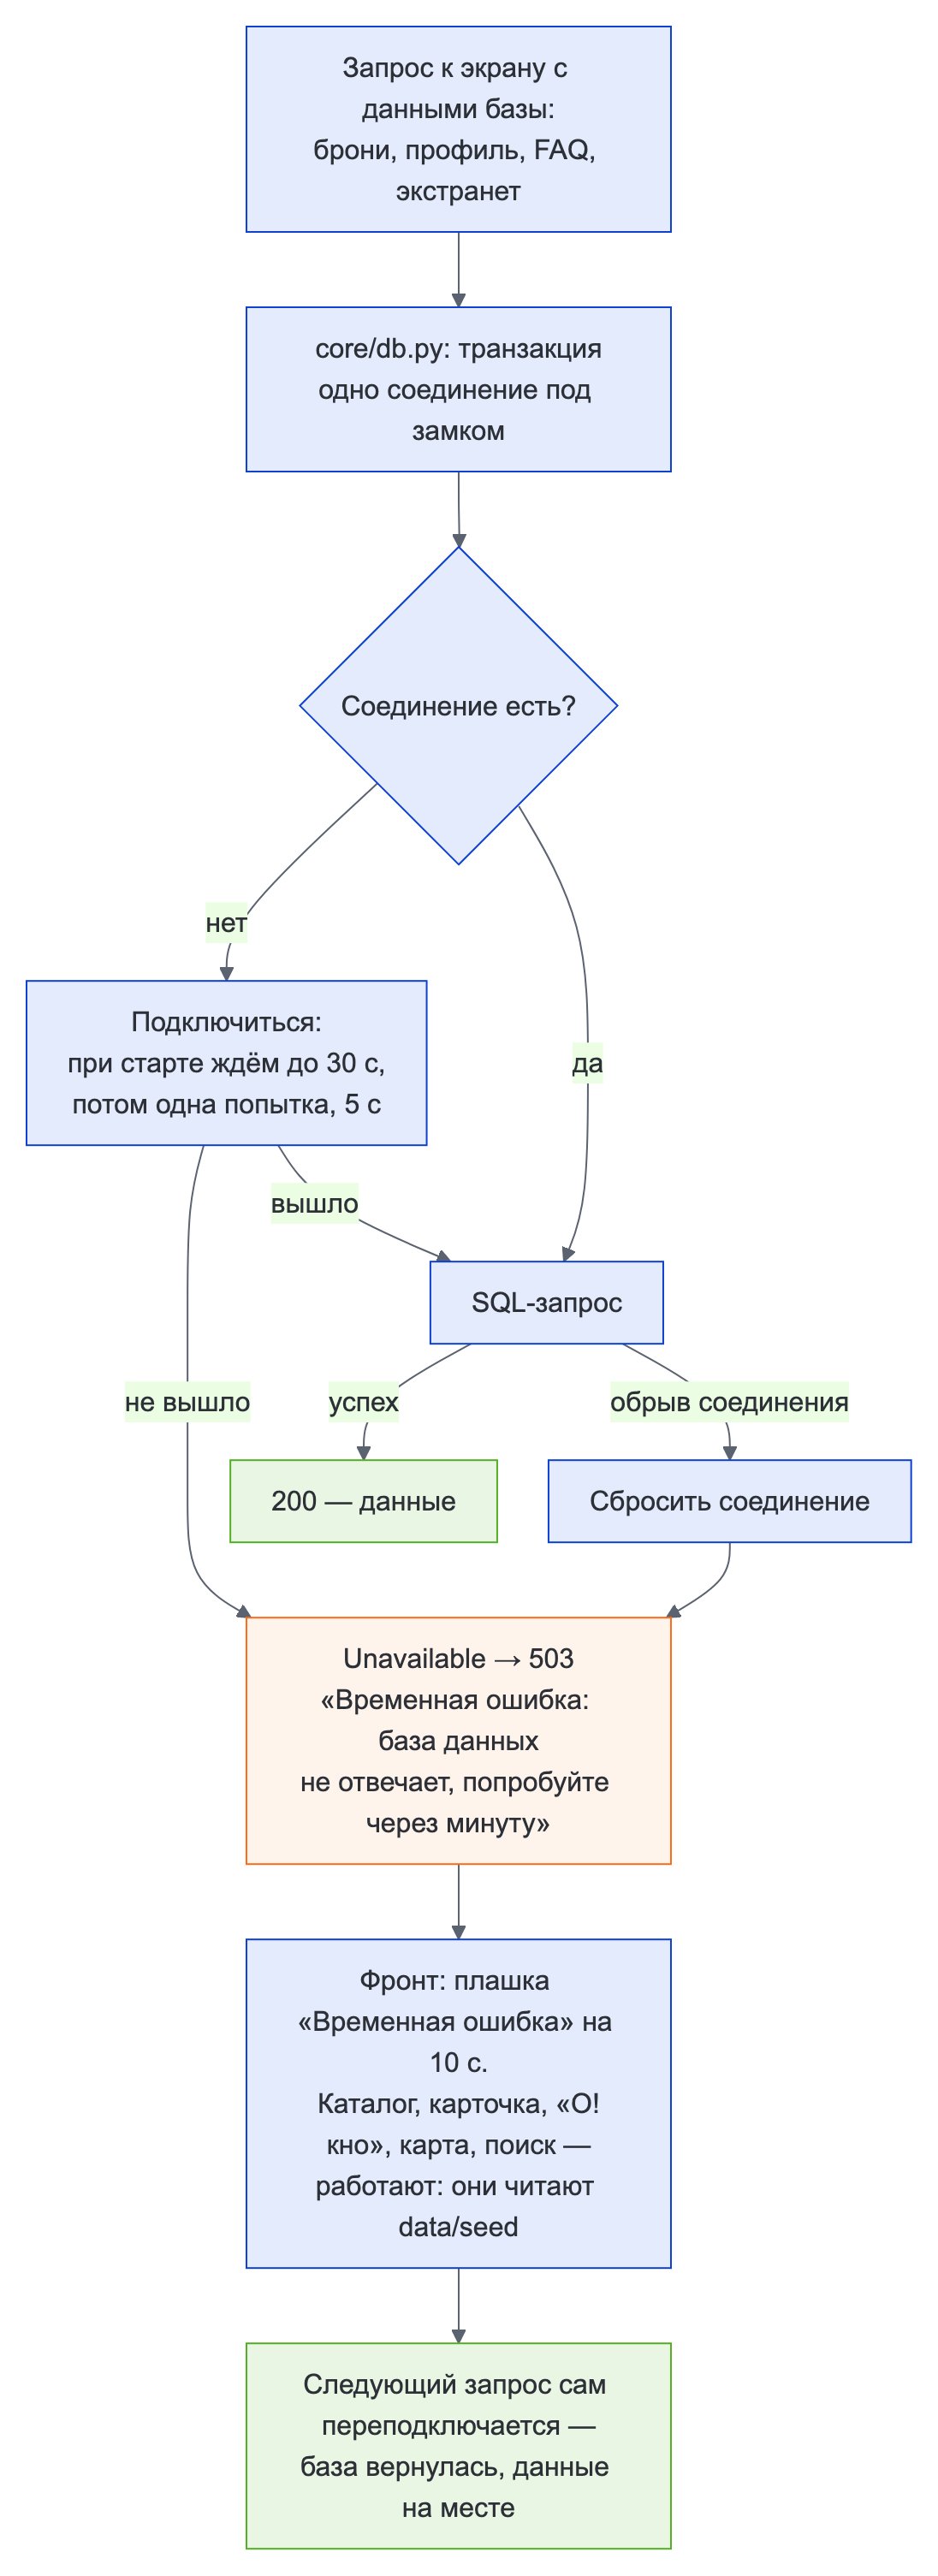 Запрос к экрану с
данными базы:
брони, профиль, FAQ,
экстранет
core/db.py: транзакция
одно соединение под
замком
Соединение есть?
нет
Подключиться:
при старте ждём до 30 с,
потом одна попытка, 5 с
да
вышло
SQL-запрос
не вышло
успех
обрыв соединения
200 — данные
Сбросить соединение
Unavailable → 503
«Временная ошибка:
база данных
не отвечает, попробуйте
через минуту»
Фронт: плашка
«Временная ошибка» на
10 с.
Каталог, карточка, «О!
кно», карта, поиск —
работают: они читают
data/seed
Следующий запрос сам
переподключается —
база вернулась, данные
на месте